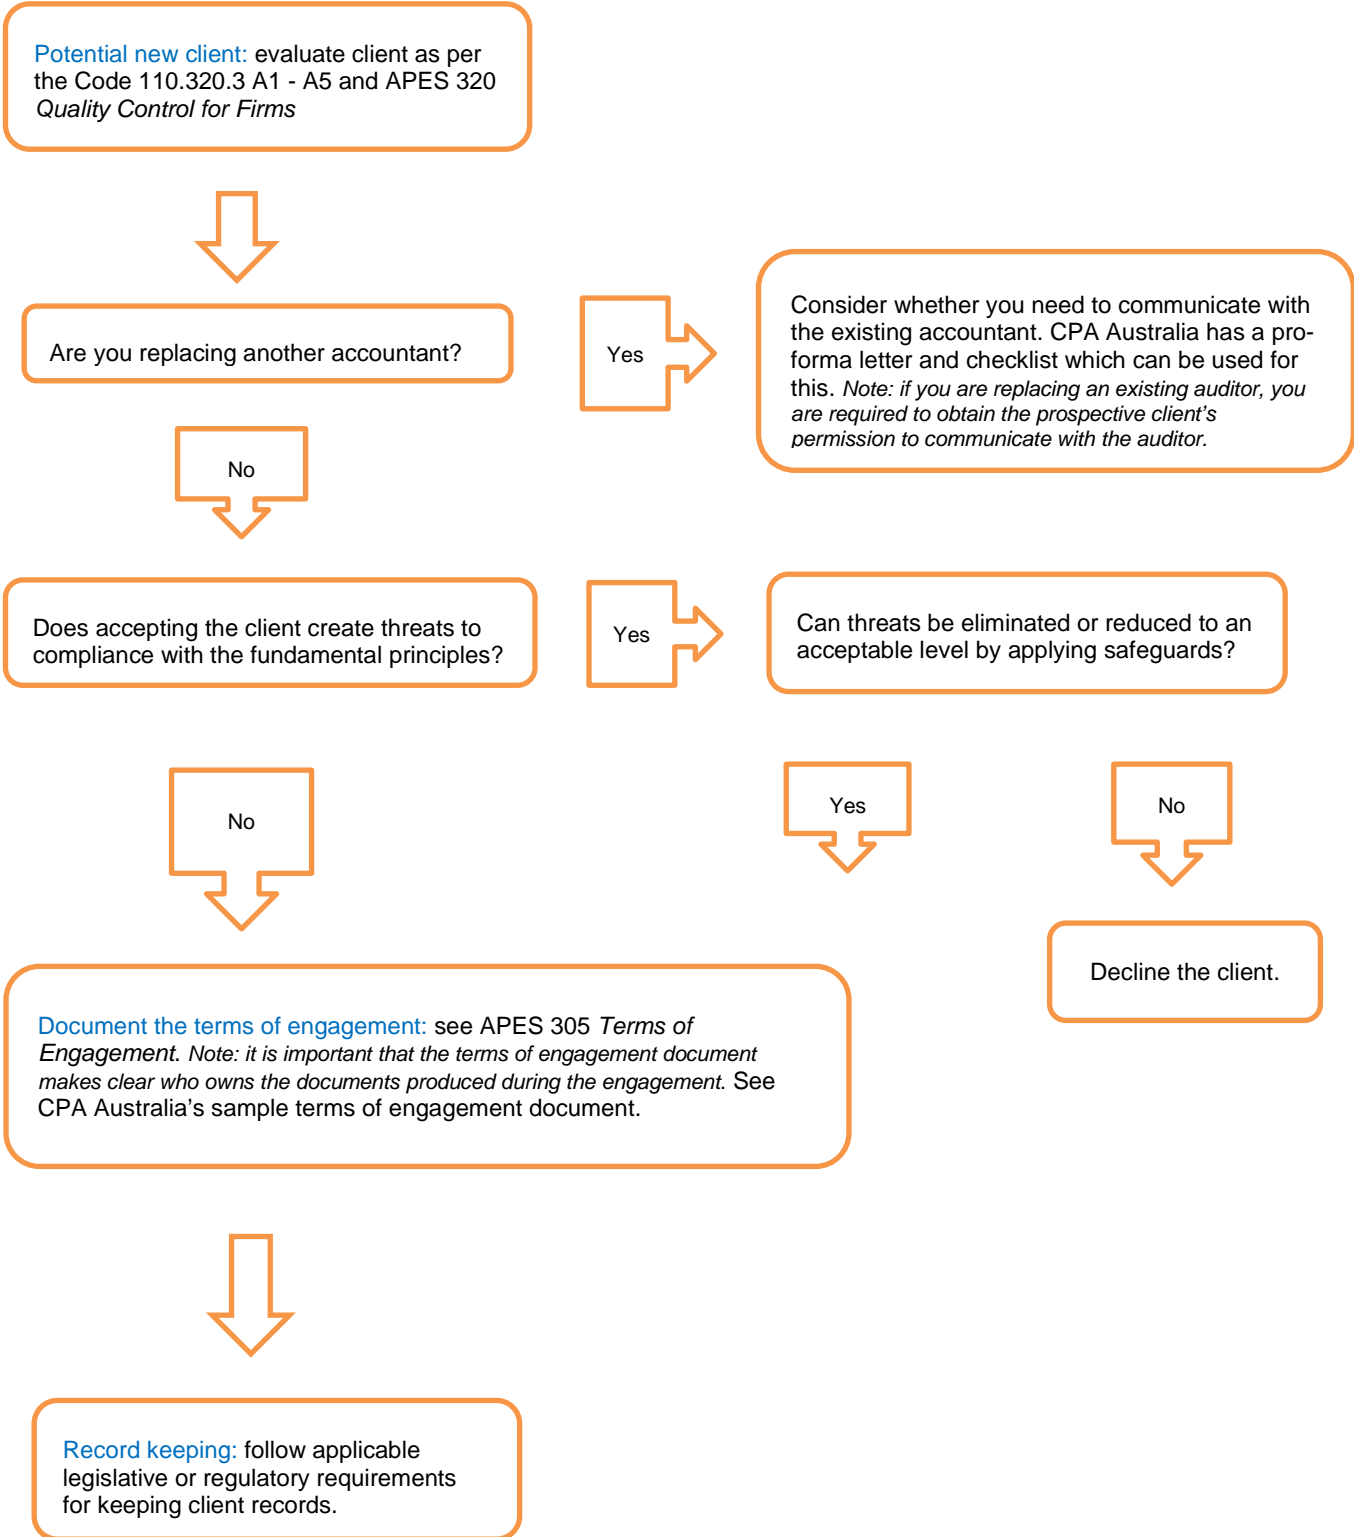 Potential new client: evaluate client as per
the Code 110.320.3 A1 - A5 and APES 320
Quality Control for Firms
Are you replacing another accountant?
Yes
Consider whether you need to communicate with
the existing accountant. CPA Australia has a pro-
forma letter and checklist which can be used for
this. Note: if you are replacing an existing auditor, you
are required to obtain the prospective client's
permission to communicate with the auditor.
No
Does accepting the client create threats to
compliance with the fundamental principles?
Yes
Can threats be eliminated or reduced to an
acceptable level by applying safeguards?
No
Yes
No
Decline the client.
Document the terms of engagement: see APES 305 Terms of
Engagement. Note: it is important that the terms of engagement document
makes clear who owns the documents produced during the engagement. See
CPA Australia's sample terms of engagement document.
Record keeping: follow applicable
legislative or regulatory requirements
for keeping client records.